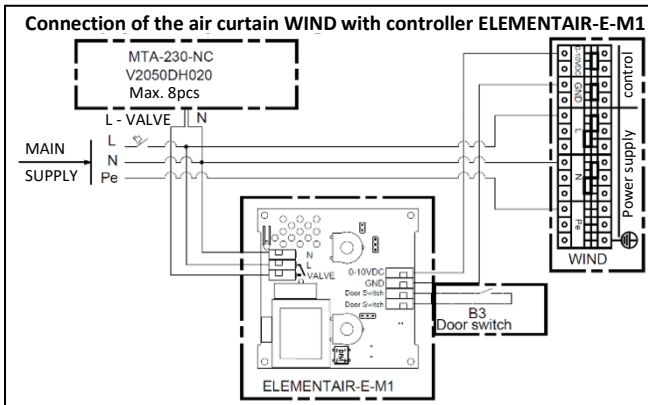 Connection of the air curtain WIND with controller ELEMENTAIR-E-M1
MTA-230-NC
V2050DH020
Max. 8pcs
L - VALVE N
MAIN
SUPPLY
L
N
Pe
0-10VDC
GND
L
N
Pe
control
Power supply
WIND
N
L
VALVE
0-10VDC
GND
Door Switch
Door Switch
B3
Door switch
ELEMENTAIR-E-M1